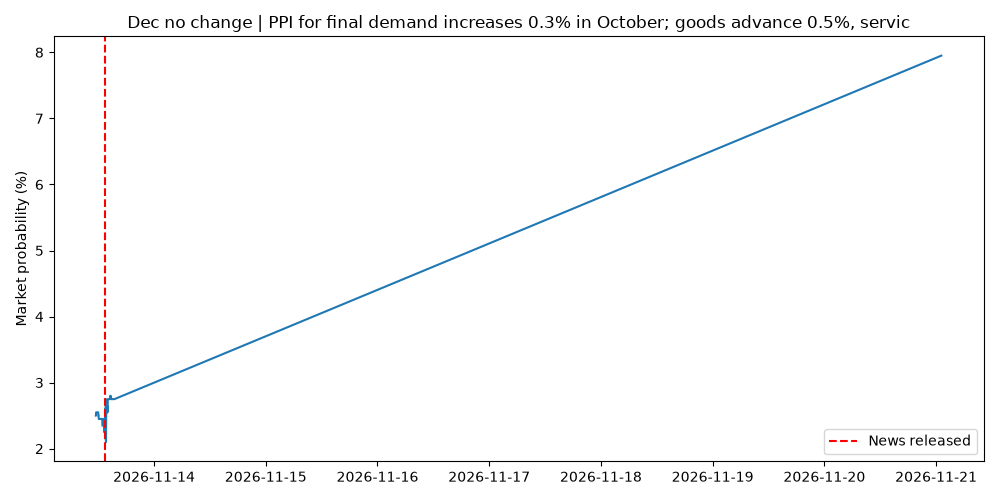 Dec no change | PPI for final demand increases 0.3% in October; goods advance 0.5%, servic
Market probability (%)
8
7
6
5
4
3
2
2026-11-14 2026-11-15 2026-11-16 2026-11-17 2026-11-18 2026-11-19 2026-11-20 2026-11-21
News released